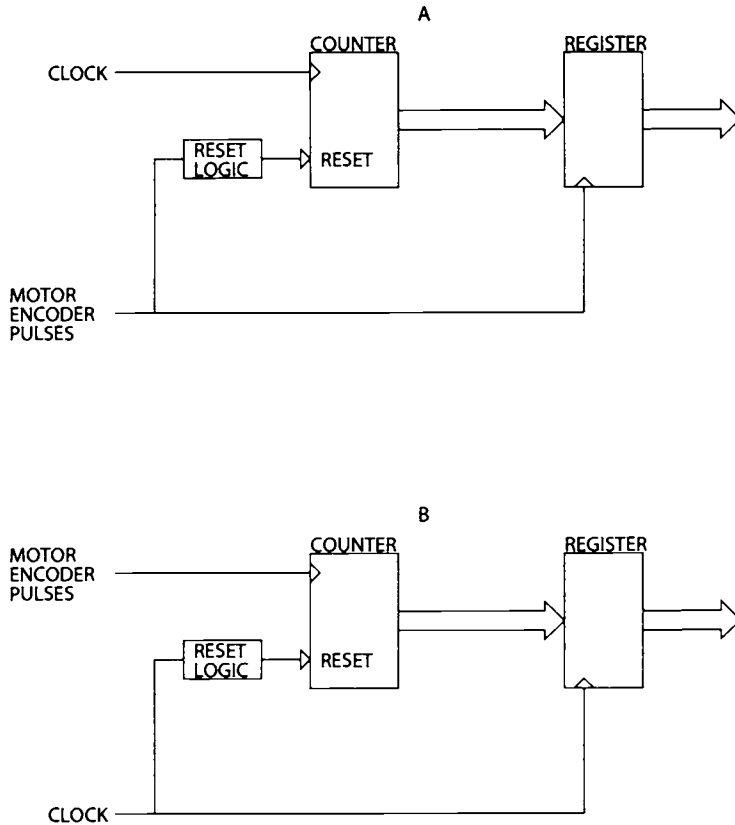 A
COUNTER
REGISTER
CLOCK
RESET
LOGIC
RESET
MOTOR
ENCODER
PULSES
B
COUNTER
REGISTER
MOTOR
ENCODER
PULSES
RESET
LOGIC
RESET
CLOCK